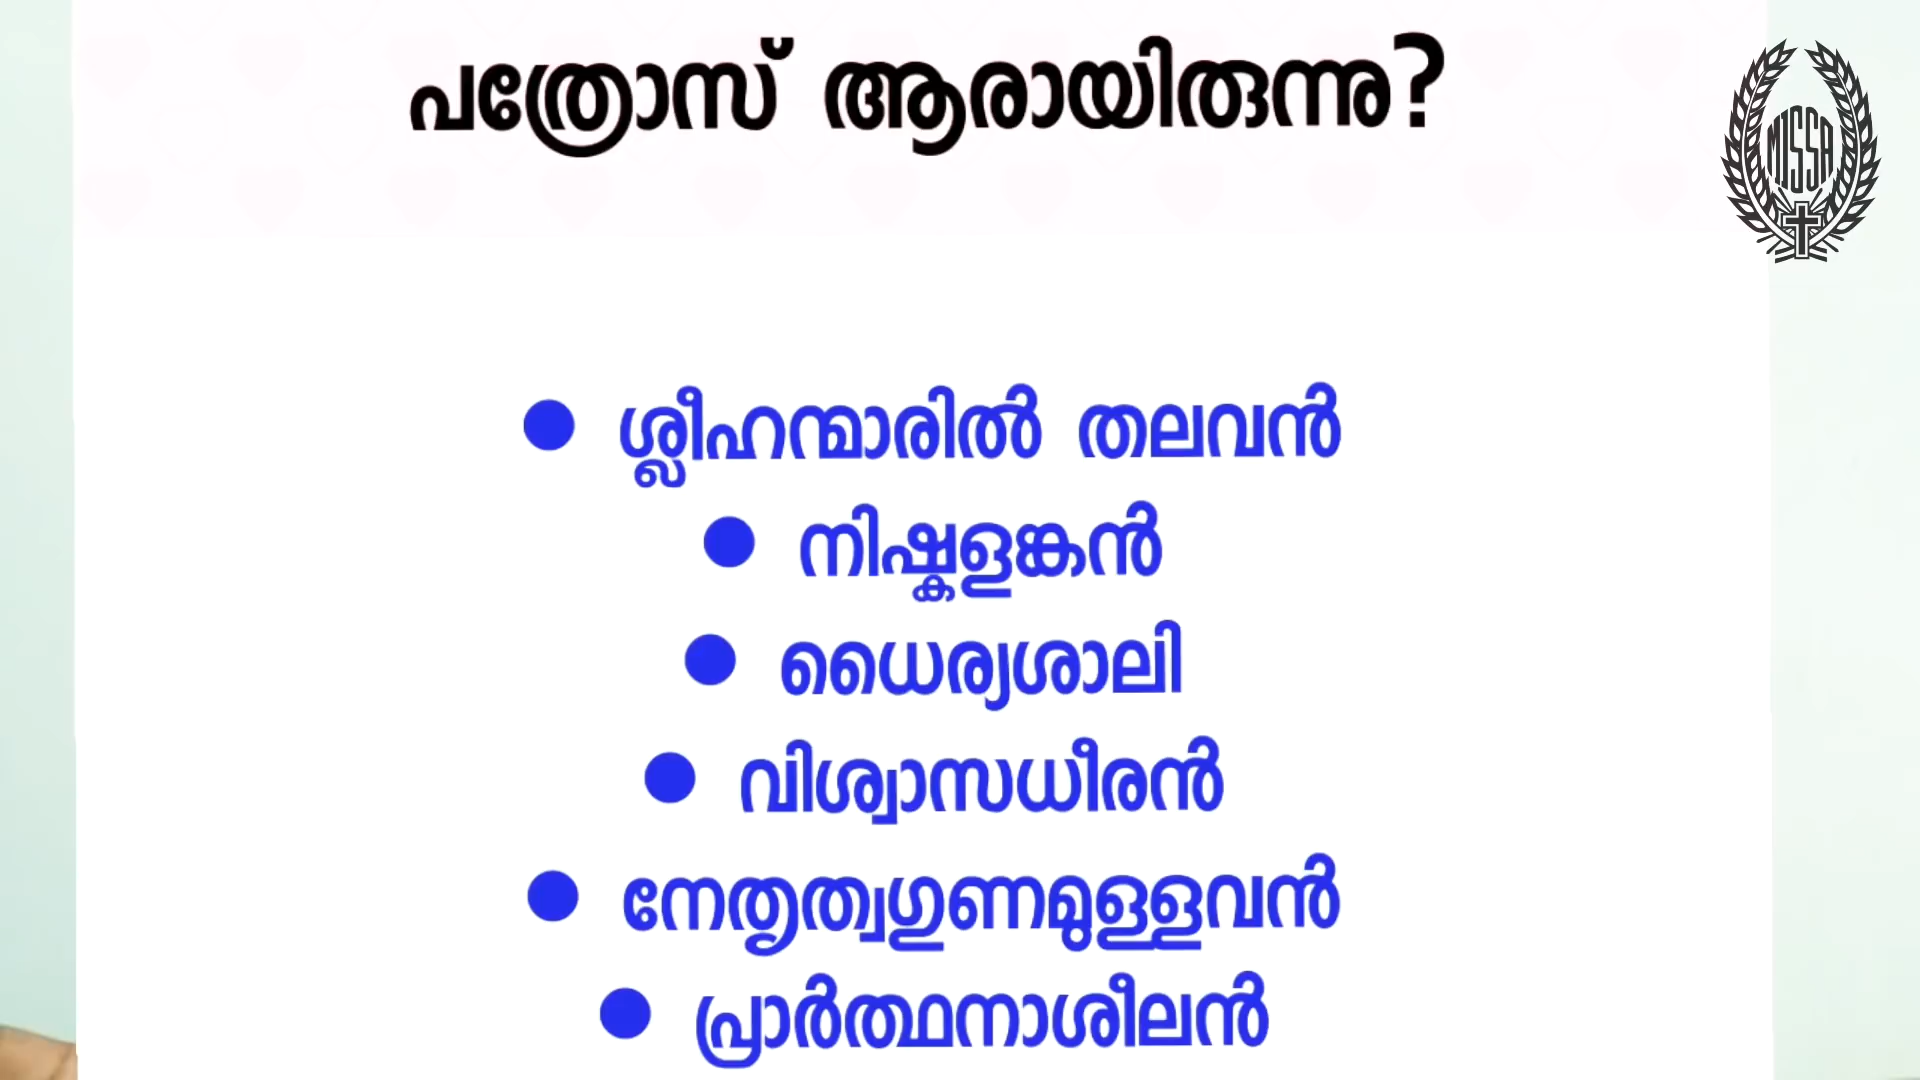 പത്രോസ് ആരായിരുന്നു?
MISSA
● ശ്ലീഹന്മാരിൽ തലവൻ
● നിഷ്കളങ്കൻ
● ധൈര്യശാലി
● വിശ്വാസധീരൻ
● നേതൃത്വഗുണമുള്ളവൻ
● പ്രാർത്ഥനാശീലൻ